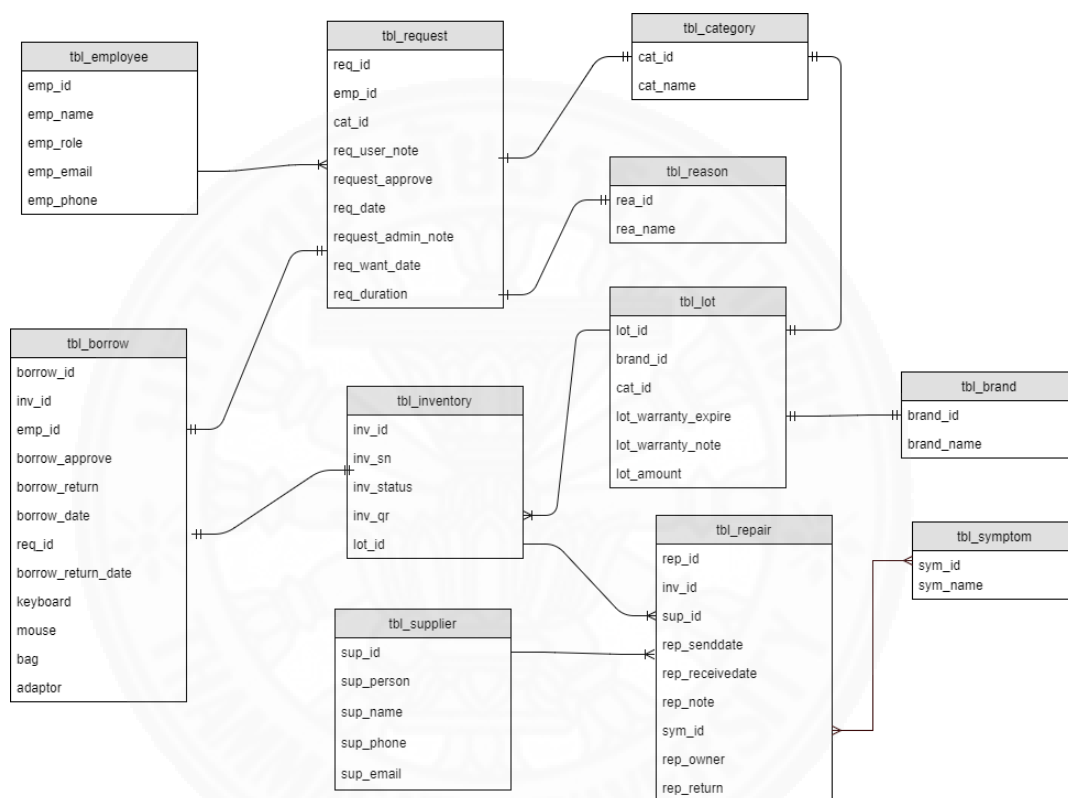 tbl_employee
emp_id
emp_name
emp_role
emp_email
emp_phone
tbl_request
req_id
emp_id
cat_id
req_user_note
request_approve
req_date
request_admin_note
req_want_date
req_duration
tbl_category
cat_id
cat_name
tbl_reason
rea_id
rea_name
tbl_lot
lot_id
brand_id
cat_id
lot_warranty_expire
lot_warranty_note
lot_amount
tbl_brand
brand_id
brand_name
tbl_borrow
borrow_id
inv_id
emp_id
borrow_approve
borrow_return
borrow_date
req_id
borrow_return_date
keyboard
mouse
bag
adaptor
tbl_inventory
inv_id
inv_sn
inv_status
inv_qr
lot_id
tbl_supplier
sup_id
sup_person
sup_name
sup_phone
sup_email
tbl_repair
rep_id
inv_id
sup_id
rep_senddate
rep_receivedate
rep_note
sym_id
rep_owner
rep_return
tbl_symptom
sym_id
sym_name